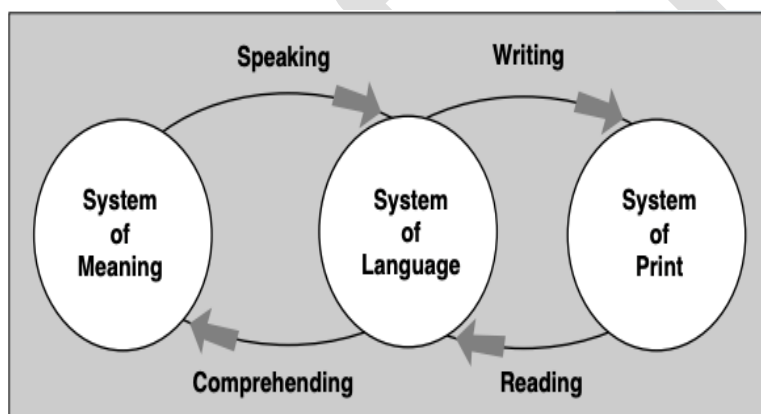 Speaking
Writing
System
of
Meaning
System
of
Language
System
of
Print
Comprehending
Reading